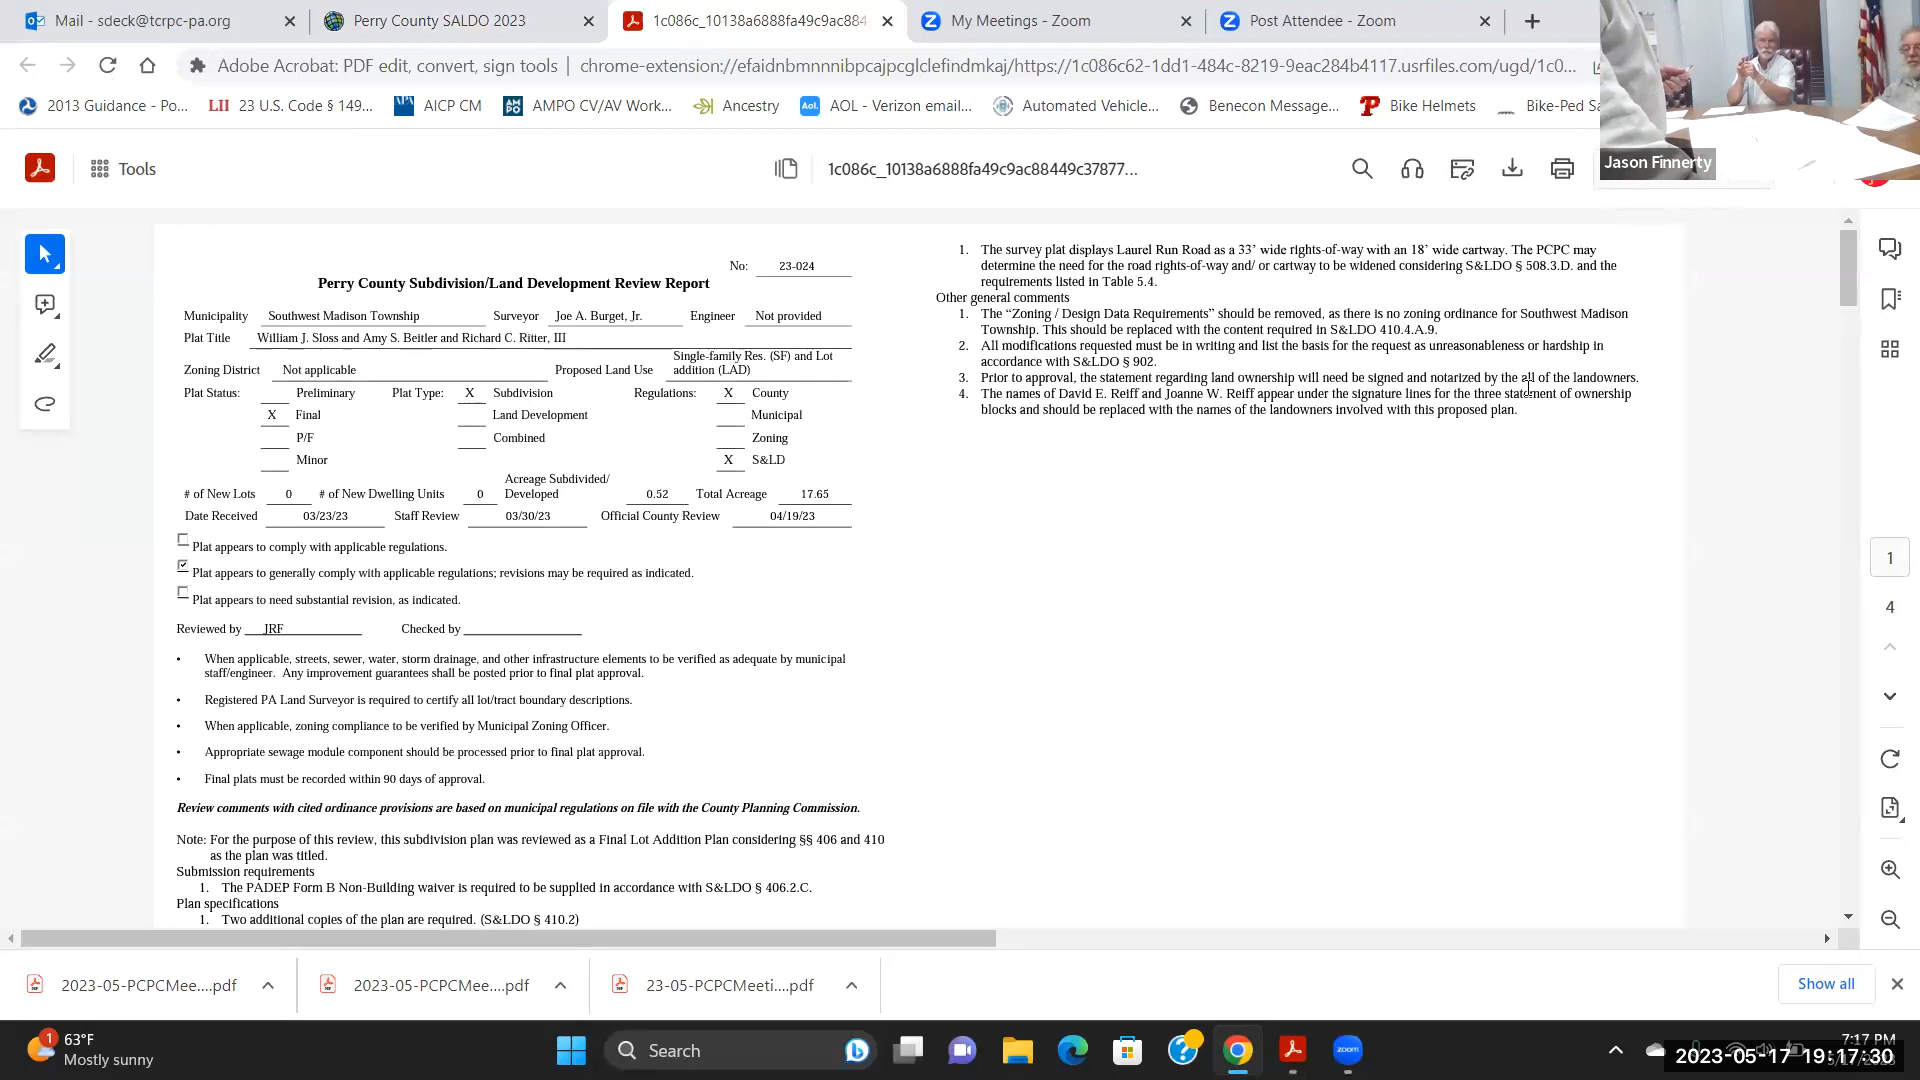 Mail - sdeck@tcrpc-pa.org
Perry County SALDO 2023
1c086c_10138a6888fa49c9ac884
My Meetings - Zoom
Post Attendee - Zoom
Adobe Acrobat: PDF edit, convert, sign tools | chrome-extension://efaidnbmnnnibpcajpcglclefindmkaj/https://1c086c62-1dd1-484c-8219-9eac284b4117.usrfiles.com/ugd/1c0...
2013 Guidance - Po...
LII 23 U.S. Code § 149...
AICP CM
AMPO CV/AV Work...
Ancestry
Aol. AOL - Verizon email...
Automated Vehicle...
Benecon Message...
Bike Helmets
Bike-Ped Sa
Jason Finnerty
Tools
1c086c_10138a6888fa49c9ac88449c37877...
No: 23-024
Perry County Subdivision/Land Development Review Report
Municipality Southwest Madison Township Surveyor Joe A. Burget, Jr. Engineer Not provided
Plat Title William J. Sloss and Amy S. Beitler and Richard C. Ritter, III
Zoning District Not applicable Proposed Land Use Single-family Res. (SF) and Lot
addition (LAD)
Plat Status: Preliminary Plat Type: X Subdivision Regulations: X County
X Final Land Development Municipal
P/F Combined Zoning
Minor X S&LD
# of New Lots 0 # of New Dwelling Units 0 Acreage Subdivided/
Developed 0.52 Total Acreage 17.65
Date Received 03/23/23 Staff Review 03/30/23 Official County Review 04/19/23
Plat appears to comply with applicable regulations.
Plat appears to generally comply with applicable regulations; revisions may be required as indicated.
Plat appears to need substantial revision, as indicated.
Reviewed by JRF Checked by
• When applicable, streets, sewer, water, storm drainage, and other infrastructure elements to be verified as adequate by municipal
staff/engineer. Any improvement guarantees shall be posted prior to final plat approval.
• Registered PA Land Surveyor is required to certify all lot/tract boundary descriptions.
• When applicable, zoning compliance to be verified by Municipal Zoning Officer.
• Appropriate sewage module component should be processed prior to final plat approval.
• Final plats must be recorded within 90 days of approval.
Review comments with cited ordinance provisions are based on municipal regulations on file with the County Planning Commission.
Note: For the purpose of this review, this subdivision plan was reviewed as a Final Lot Addition Plan considering §§ 406 and 410
as the plan was titled.
Submission requirements
1. The PADEP Form B Non-Building waiver is required to be supplied in accordance with S&LDO § 406.2.C.
Plan specifications
1. Two additional copies of the plan are required. (S&LDO § 410.2)
1. The survey plat displays Laurel Run Road as a 33’ wide rights-of-way with an 18’ wide cartway. The PCPC may
determine the need for the road rights-of-way and/ or cartway to be widened considering S&LDO § 508.3.D. and the
requirements listed in Table 5.4.
Other general comments
1. The “Zoning / Design Data Requirements” should be removed, as there is no zoning ordinance for Southwest Madison
Township. This should be replaced with the content required in S&LDO 410.4.A.9.
2. All modifications requested must be in writing and list the basis for the request as unreasonableness or hardship in
accordance with S&LDO § 902.
3. Prior to approval, the statement regarding land ownership will need be signed and notarized by the all of the landowners.
4. The names of David E. Reiff and Joanne W. Reiff appear under the signature lines for the three statement of ownership
blocks and should be replaced with the names of the landowners involved with this proposed plan.
1
4
2023-05-PCPCMee....pdf
2023-05-PCPCMee....pdf
23-05-PCPCMeeti....pdf
Show all
1
63°F
Mostly sunny
Search
zoom
7:17 PM
2023-05-17 19:17:30